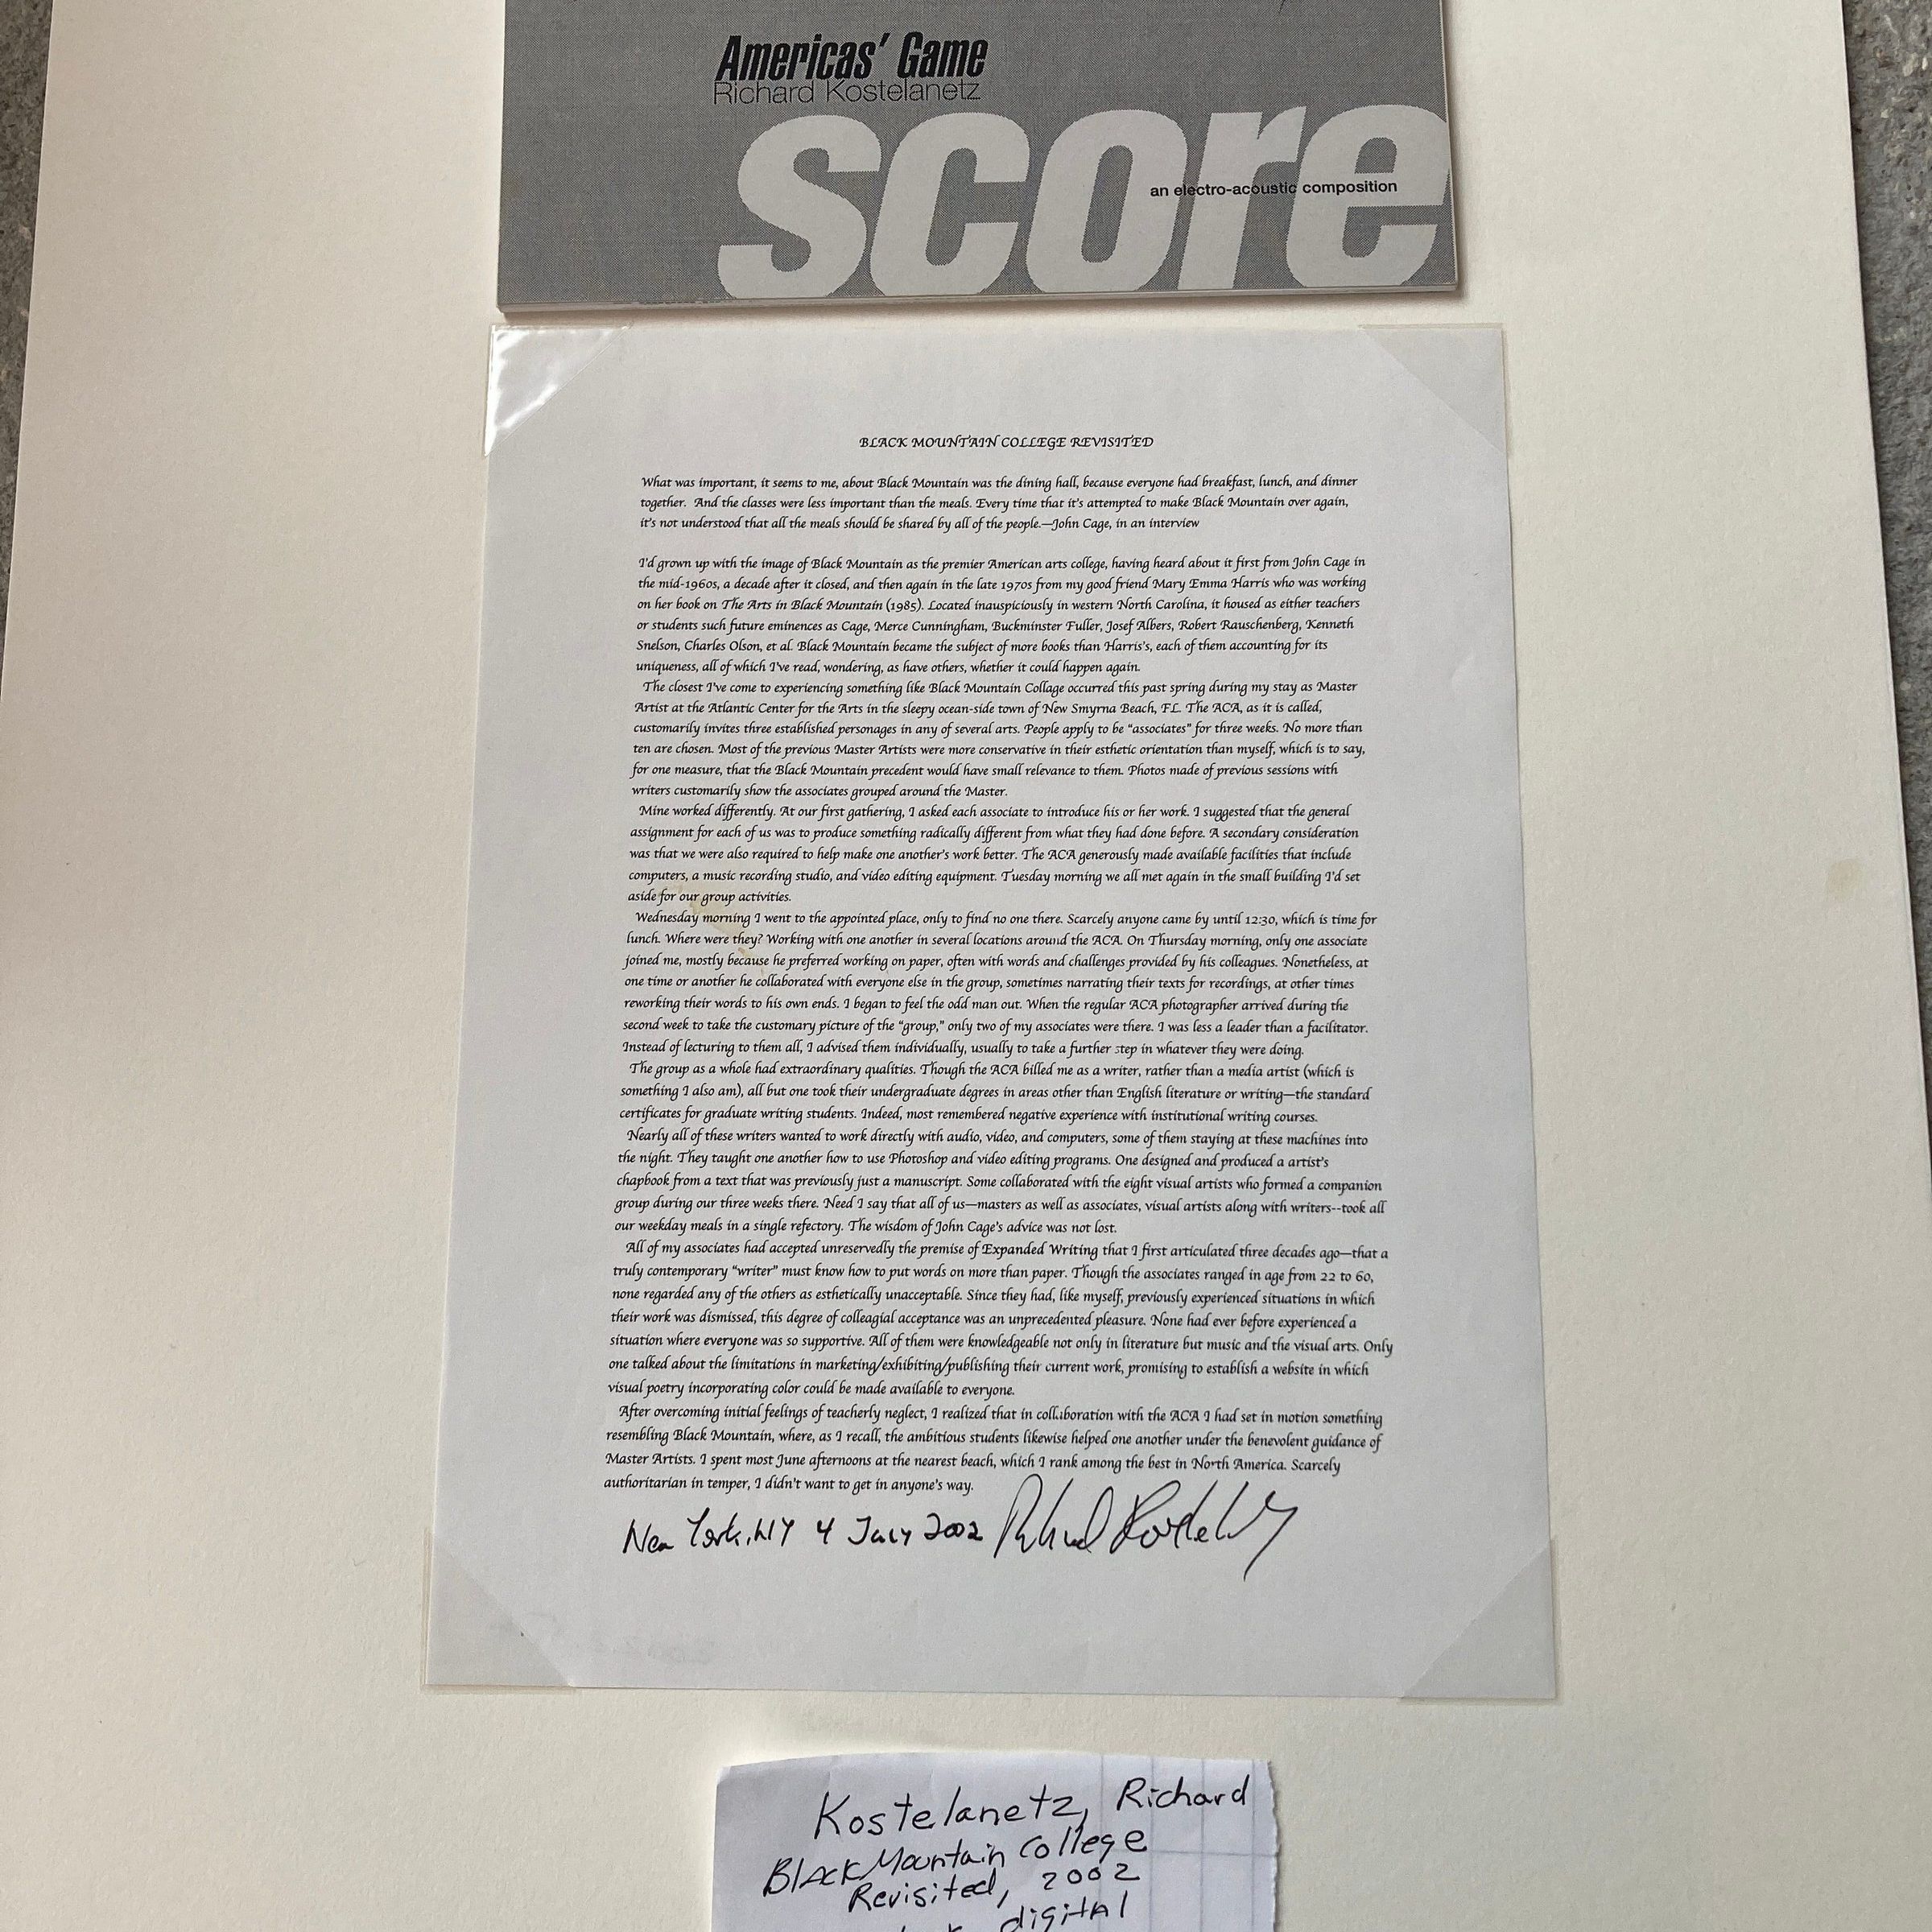 Americas' Game
Richard Kostelanetz
score
an electro-acoustic composition
BLACK MOUNTAIN COLLEGE REVISITED
What was important, it seems to me, about Black Mountain was the dining hall, because everyone had breakfast, lunch, and dinner
together. And the classes were less important than the meals. Every time that it's attempted to make Black Mountain over again,
it's not understood that all the meals should be shared by all of the people.—John Cage, in an interview
I'd grown up with the image of Black Mountain as the premier American arts college, having heard about it first from John Cage in
the mid-1960s, a decade after it closed, and then again in the late 1970s from my good friend Mary Emma Harris who was working
on her book on The Arts in Black Mountain (1985). Located inauspiciously in western North Carolina, it housed as either teachers
or students such future eminences as Cage, Merce Cunningham, Buckminster Fuller, Josef Albers, Robert Rauschenberg, Kenneth
Snelson, Charles Olson, et al. Black Mountain became the subject of more books than Harris's, each of them accounting for its
uniqueness, all of which I've read, wondering, as have others, whether it could happen again.
The closest I've come to experiencing something like Black Mountain Collage occurred this past spring during my stay as Master
Artist at the Atlantic Center for the Arts in the sleepy ocean-side town of New Smyrna Beach, FL. The ACA, as it is called,
customarily invites three established personages in any of several arts. People apply to be "associates" for three weeks. No more than
ten are chosen. Most of the previous Master Artists were more conservative in their esthetic orientation than myself, which is to say,
for one measure, that the Black Mountain precedent would have small relevance to them. Photos made of previous sessions with
writers customarily show the associates grouped around the Master.
Mine worked differently. At our first gathering, I asked each associate to introduce his or her work. I suggested that the general
assignment for each of us was to produce something radically different from what they had done before. A secondary consideration
was that we were also required to help make one another's work better. The ACA generously made available facilities that include
computers, a music recording studio, and video editing equipment. Tuesday morning we all met again in the small building I'd set
aside for our group activities.
Wednesday morning I went to the appointed place, only to find no one there. Scarcely anyone came by until 12:30, which is time for
lunch. Where were they? Working with one another in several locations around the ACA. On Thursday morning, only one associate
joined me, mostly because he preferred working on paper, often with words and challenges provided by his colleagues. Nonetheless, at
one time or another he collaborated with everyone else in the group, sometimes narrating their texts for recordings, at other times
reworking their words to his own ends. I began to feel the odd man out. When the regular ACA photographer arrived during the
second week to take the customary picture of the "group," only two of my associates were there. I was less a leader than a facilitator.
Instead of lecturing to them all, I advised them individually, usually to take a further step in whatever they were doing.
The group as a whole had extraordinary qualities. Though the ACA billed me as a writer, rather than a media artist (which is
something I also am), all but one took their undergraduate degrees in areas other than English literature or writing—the standard
certificates for graduate writing students. Indeed, most remembered negative experience with institutional writing courses.
Nearly all of these writers wanted to work directly with audio, video, and computers, some of them staying at these machines into
the night. They taught one another how to use Photoshop and video editing programs. One designed and produced a artist's
chapbook from a text that was previously just a manuscript. Some collaborated with the eight visual artists who formed a companion
group during our three weeks there. Need I say that all of us—masters as well as associates, visual artists along with writers--took all
our weekday meals in a single refectory. The wisdom of John Cage's advice was not lost.
All of my associates had accepted unreservedly the premise of Expanded Writing that I first articulated three decades ago—that a
truly contemporary "writer" must know how to put words on more than paper. Though the associates ranged in age from 22 to 60,
none regarded any of the others as esthetically unacceptable. Since they had, like myself, previously experienced situations in which
their work was dismissed, this degree of colleagial acceptance was an unprecedented pleasure. None had ever before experienced a
situation where everyone was so supportive. All of them were knowledgeable not only in literature but music and the visual arts. Only
one talked about the limitations in marketing/exhibiting/publishing their current work, promising to establish a website in which
visual poetry incorporating color could be made available to everyone.
After overcoming initial feelings of teacherly neglect, I realized that in collaboration with the ACA I had set in motion something
resembling Black Mountain, where, as I recall, the ambitious students likewise helped one another under the benevolent guidance of
Master Artists. I spent most June afternoons at the nearest beach, which I rank among the best in North America. Scarcely
authoritarian in temper, I didn't want to get in anyone's way.
New York, NY 4 July 2002 Richard Kostelanetz
Kostelanetz, Richard
Black Mountain College
Revisited, 2002
digital